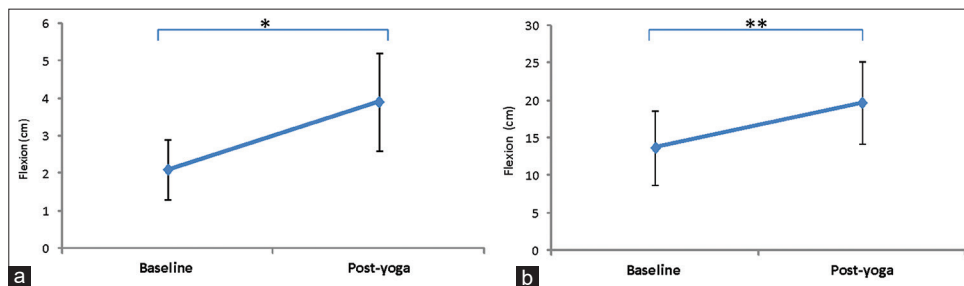 *
6
5
4
3
2
1
0
Flexion (cm)
Baseline
Post-yoga
a
**
30
25
20
15
10
5
0
Flexion (cm)
Baseline
Post-yoga
b